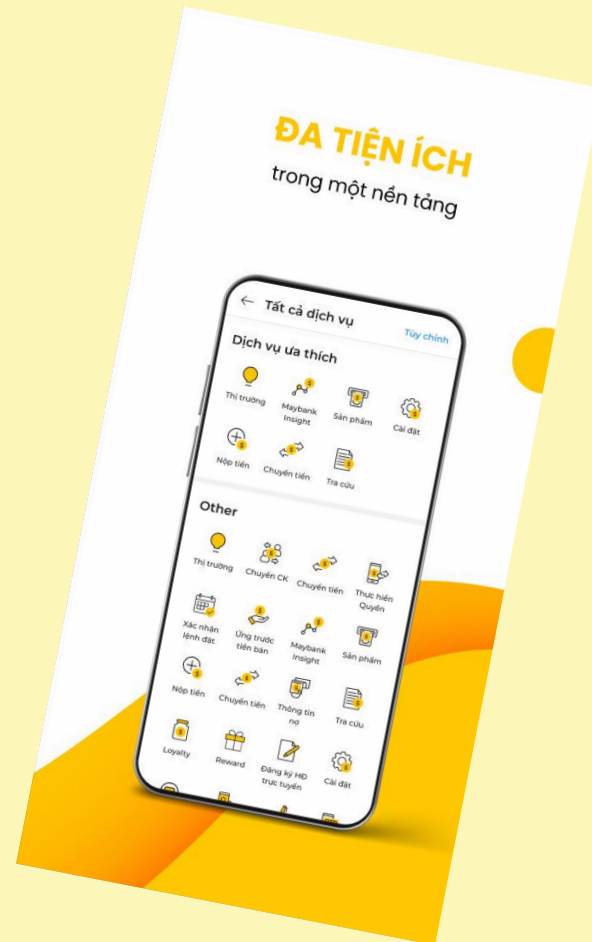 ĐA TIỆN ÍCH
trong một nền tảng
Tất cả dịch vụ
Tùy chỉnh
Dịch vụ ưa thích
Thị trường
Maybank
Insight
Sản phẩm
Cài đặt
Nộp tiền
Chuyển tiền
Tra cứu
Other
Thị trường
Chuyển CK
Chuyển tiền
Thực hiện
Quyền
Xác nhận
lệnh đặt
Ứng trước
tiền bán
Maybank
Insight
Sản phẩm
Nộp tiền
Chuyển tiền
Thông tin
nợ
Tra cứu
Loyalty
Reward
Đăng ký HĐ
trực tuyến
Cài đặt